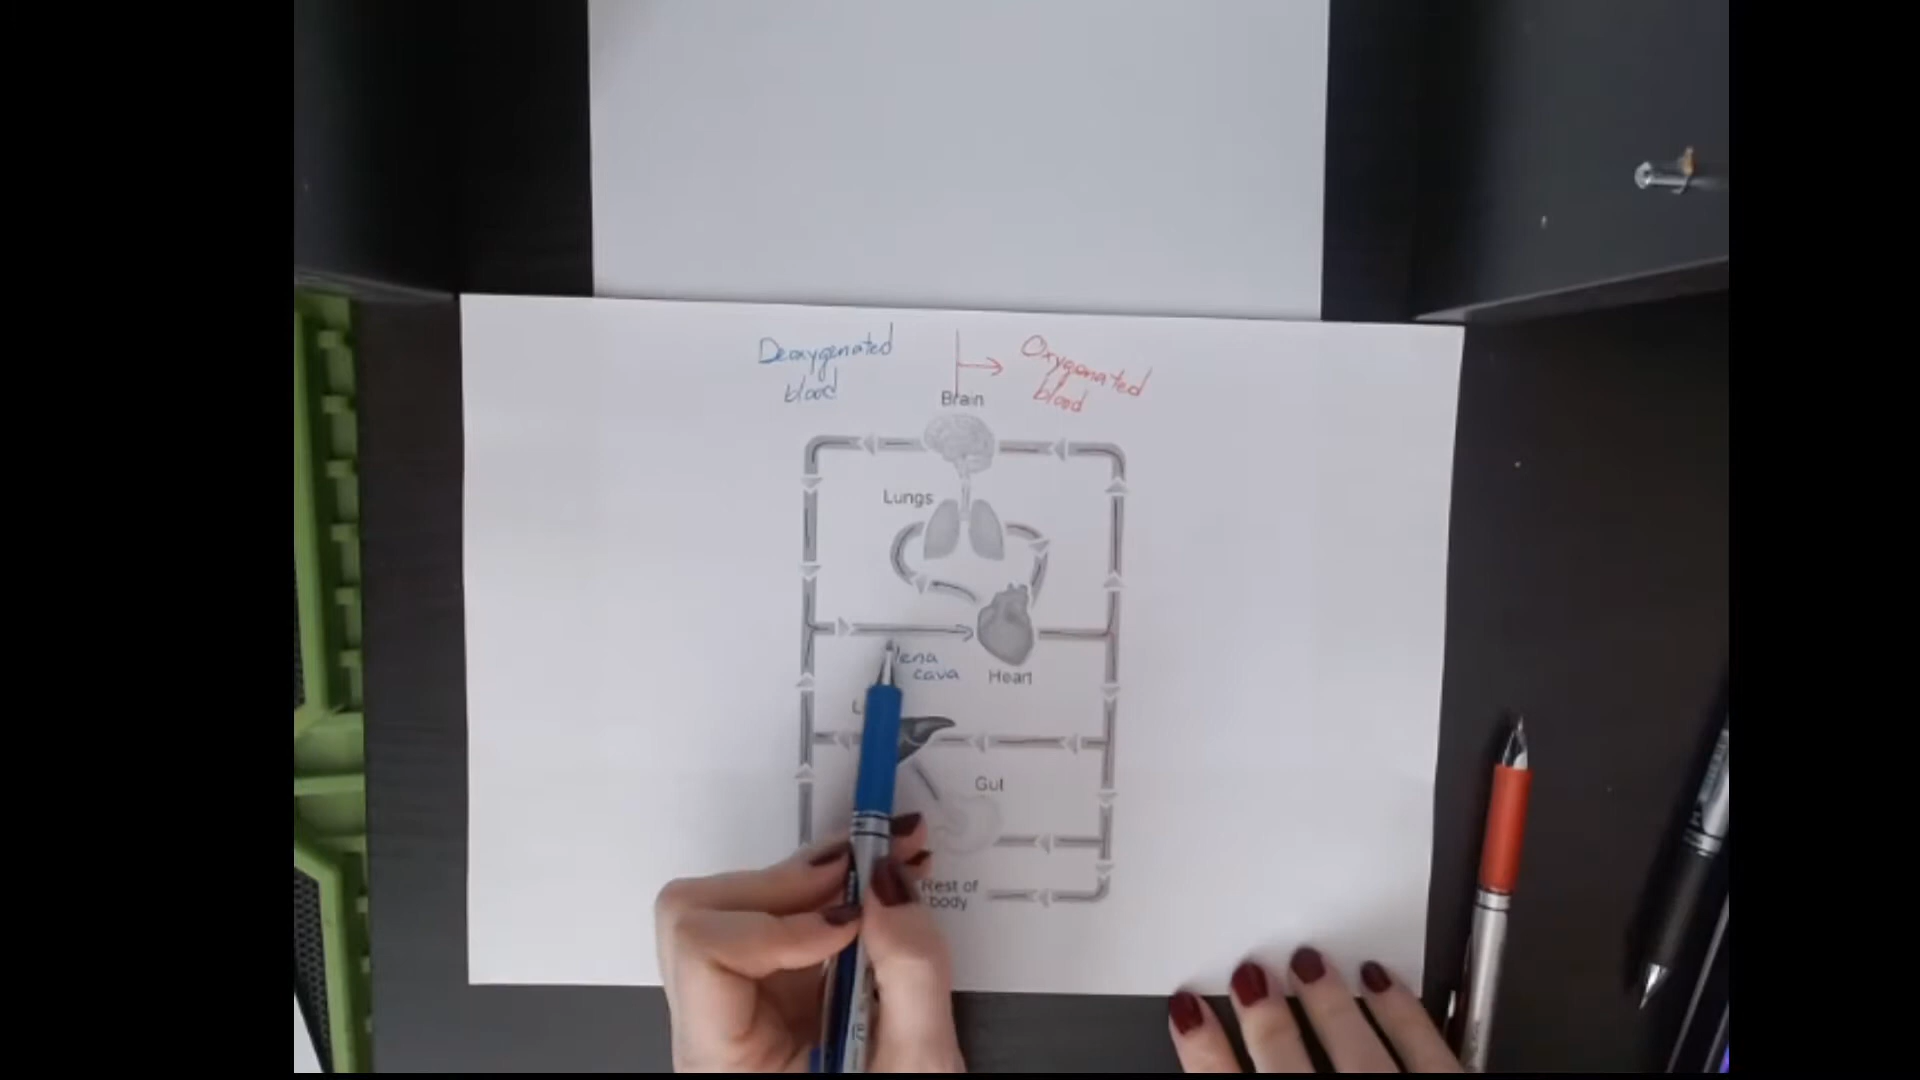 Deoxygenated
blood
Oxygenated
blood
Brain
Lungs
Vena
cava
Heart
Gut
Rest of
body